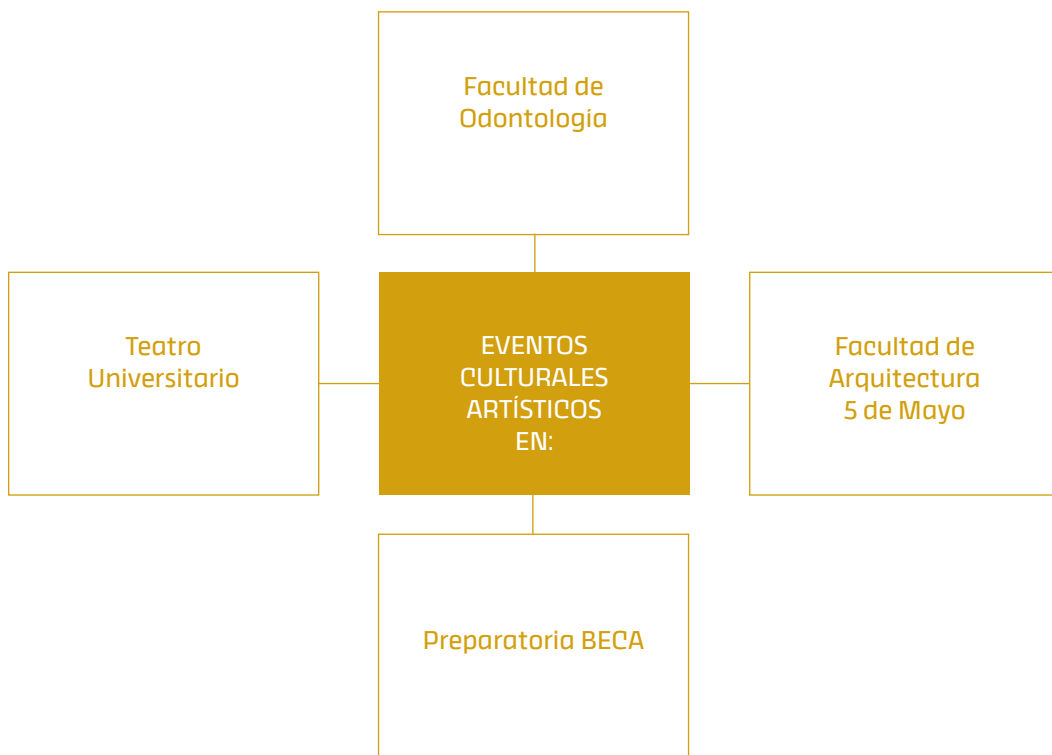 Facultad de
Odontología
Teatro
Universitario
EVENTOS
CULTURALES
ARTÍSTICOS
EN:
Facultad de
Arquitectura
5 de Mayo
Preparatoria BECA